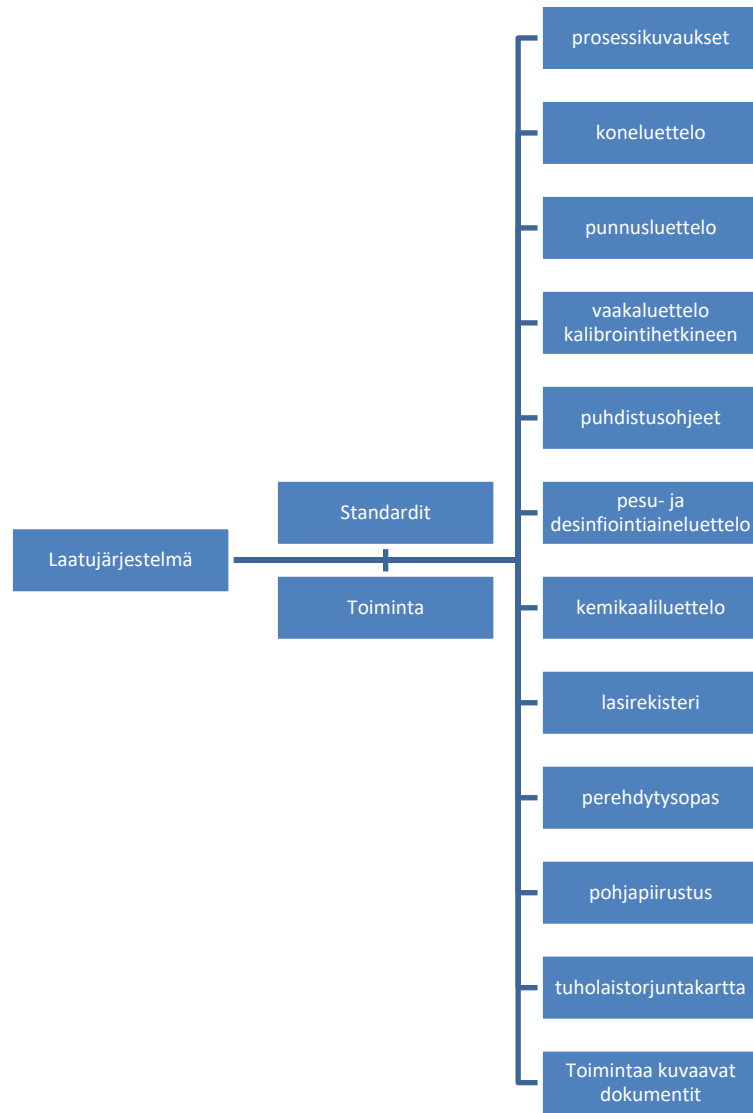 Laatujärjestelmä
Standardit
Toiminta
prosessikuvaukset
koneluettelo
punnusluettelo
vaakaluettelo
kalibrointihetkineen
puhdistusohjeet
pesu- ja
desinfiointiaineluettelo
kemikaaliluettelo
lasirekisteri
perehdytysopas
pohjapiirustus
tuholaistorjuntakartta
Toimintaa kuvaavat
dokumentit